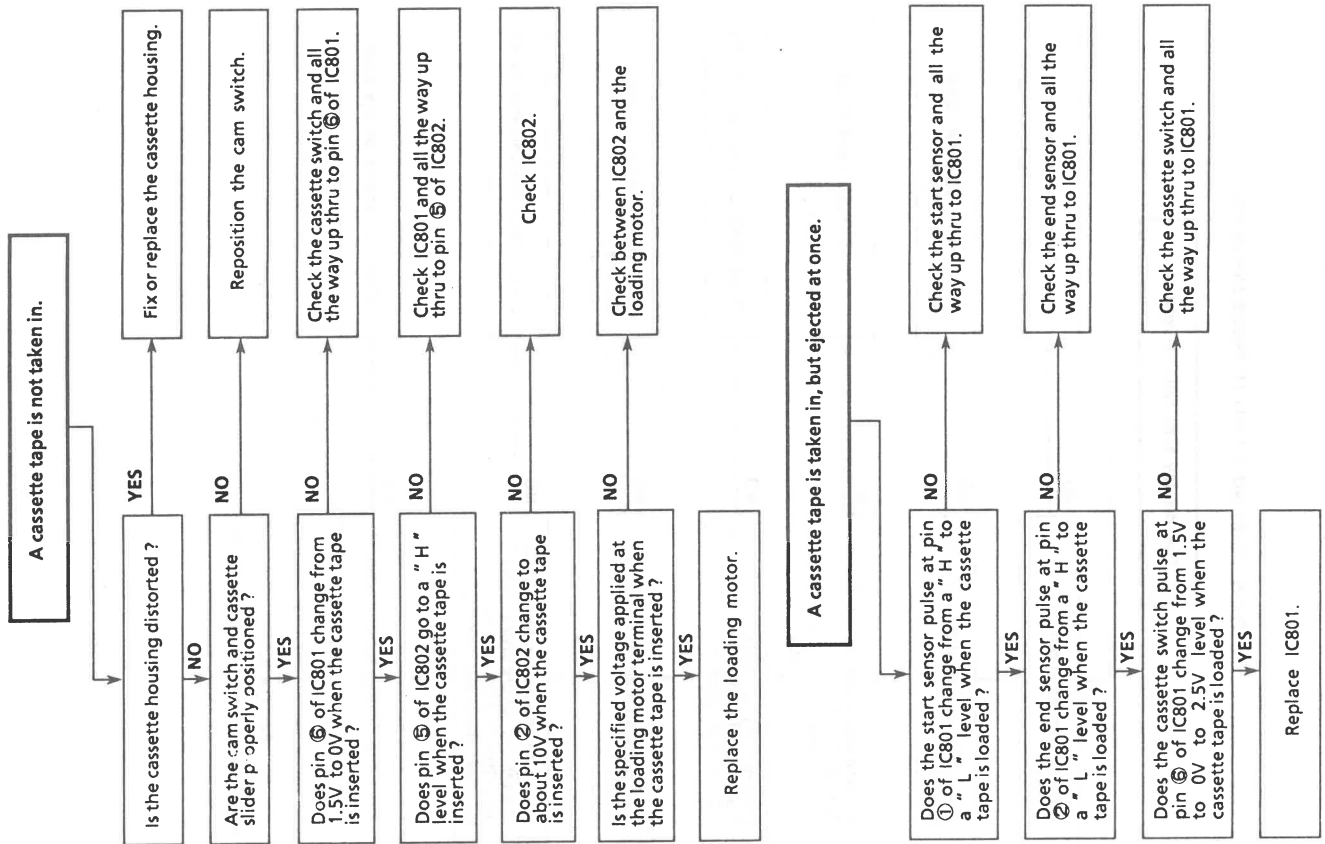 A cassette tape is not taken in.
Is the cassette housing distorted ?
YES
Fix or replace the cassette housing.
NO
Are the cam switch and cassette
slider properly positioned ?
NO
Reposition the cam switch.
YES
Does pin ⑥ of IC801 change from
1.5V to 0V when the cassette tape
is inserted ?
NO
Check the cassette switch and all
the way up thru to pin ⑥ of IC801.
YES
Does pin ⑤ of IC802 go to a " H "
level when the cassette tape is
inserted ?
NO
Check IC801 and all the way up
thru to pin ⑤ of IC802.
YES
Does pin ② of IC802 change to
about 10V when the cassette tape
is inserted ?
NO
Check IC802.
YES
Is the specified voltage applied at
the loading motor terminal when
the cassette tape is inserted ?
NO
Check between IC802 and the
loading motor.
YES
Replace the loading motor.
A cassette tape is taken in, but ejected at once.
Does the start sensor pulse at pin
① of IC801 change from a " H " to
a " L " level when the cassette
tape is loaded ?
NO
Check the start sensor and all the
way up thru to IC801.
YES
Does the end sensor pulse at pin
② of IC801 change from a " H " to
a " L " level when the cassette
tape is loaded ?
NO
Check the end sensor and all the
way up thru to IC801.
YES
Does the cassette switch pulse at
pin ⑥ of IC801 change from 1.5V
to 0V to 2.5V level when the
cassette tape is loaded ?
NO
Check the cassette switch and all
the way up thru to IC801.
YES
Replace IC801.